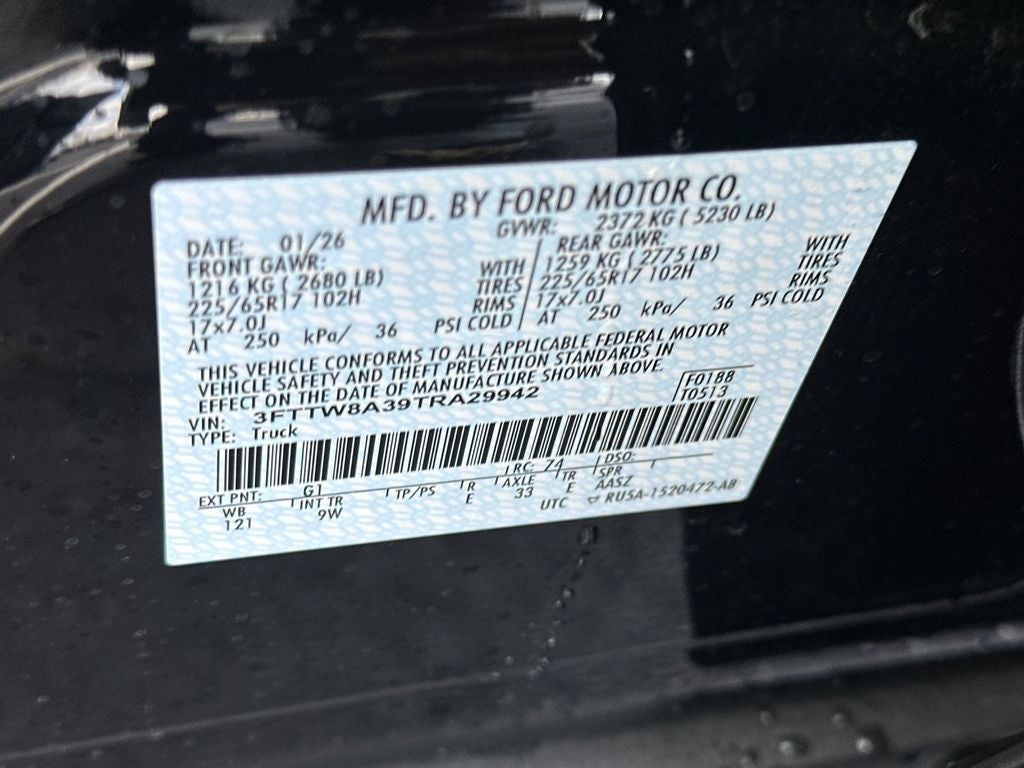 MFD. BY FORD MOTOR CO.
DATE: 01/26 GVWR: 2372 KG ( 5230 LB)
FRONT GAWR: REAR GAWR:
1216 KG ( 2680 LB) WITH 1259 KG ( 2775 LB) WITH
225/65R17 102H TIRES 225/65R17 102H TIRES
17x7.0J RIMS 17x7.0J RIMS
AT 250 kPa/ 36 PSI COLD AT 250 kPa/ 36 PSI COLD
THIS VEHICLE CONFORMS TO ALL APPLICABLE FEDERAL MOTOR
VEHICLE SAFETY AND THEFT PREVENTION STANDARDS IN
EFFECT ON THE DATE OF MANUFACTURE SHOWN ABOVE.
VIN: 3FTTW8A39TRA29942 F0188
TYPE: Truck T0513
EXT PNT: G1 RC: 74 DSO:
WB INT TR TP/PS R AXLE TR SPR
121 9W E 33 E AASZ
UTC RU5A-1520472-AB